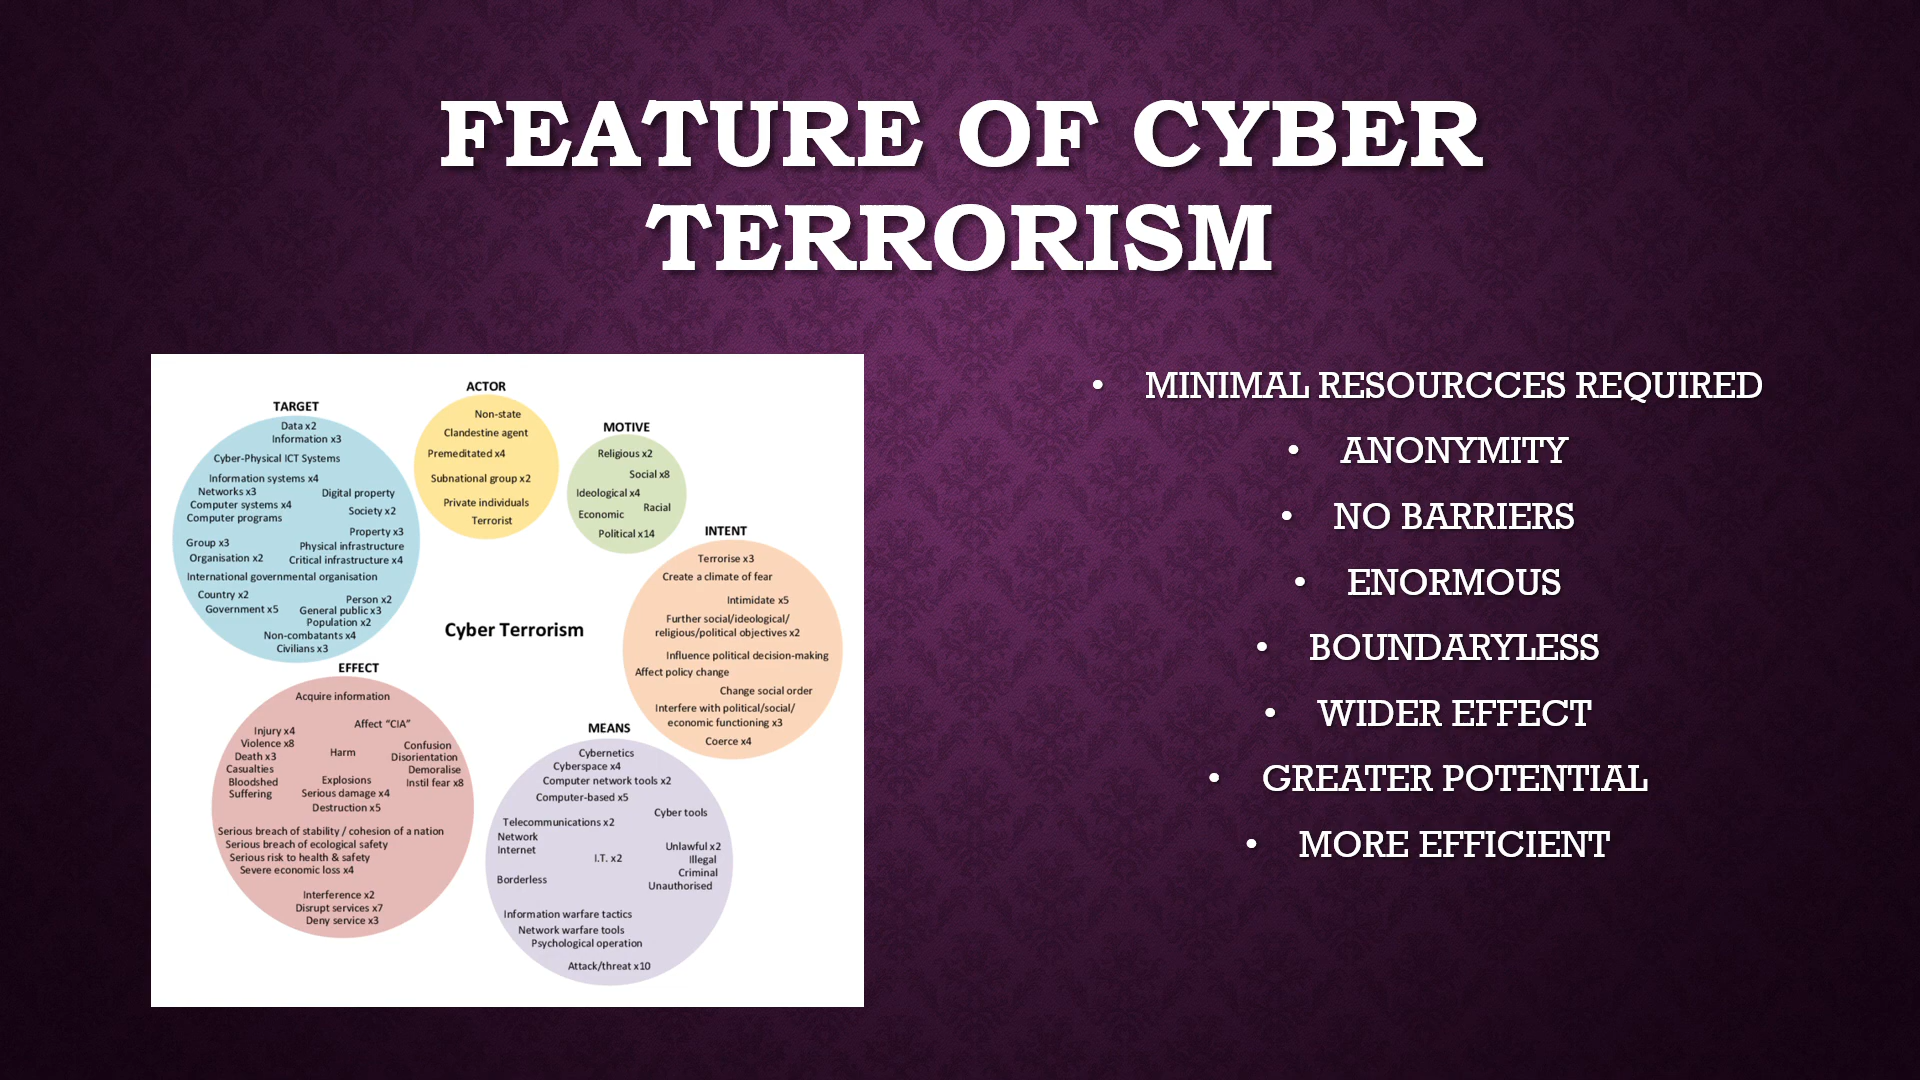 FEATURE OF CYBER
TERRORISM
TARGET
Data x2
Information x3
Cyber-Physical ICT Systems
Information systems x4
Networks x3
Digital property
Computer systems x4
Society x2
Computer programs
Property x3
Group x3
Physical infrastructure
Organisation x2
Critical infrastructure x4
International governmental organisation
Country x2
Person x2
Government x5
General public x3
Population x2
Non-combatants x4
Civilians x3
ACTOR
Non-state
Clandestine agent
Premeditated x4
Subnational group x2
Private individuals
Terrorist
MOTIVE
Religious x2
Social x8
Ideological x4
Racial
Economic
Political x14
INTENT
Terrorise x3
Create a climate of fear
Intimidate x5
Further social/ideological/
religious/political objectives x2
Influence political decision-making
Affect policy change
Change social order
Interfere with political/social/
economic functioning x3
Coerce x4
Cyber Terrorism
EFFECT
Acquire information
Affect “CIA”
Injury x4
Violence x8
Confusion
Harm
Death x3
Disorientation
Casualties
Demoralise
Explosions
Bloodshed
Instil fear x8
Suffering
Serious damage x4
Destruction x5
Serious breach of stability / cohesion of a nation
Serious breach of ecological safety
Serious risk to health & safety
Severe economic loss x4
Interference x2
Disrupt services x7
Deny service x3
MEANS
Cybernetics
Cyberspace x4
Computer network tools x2
Computer-based x5
Cyber tools
Telecommunications x2
Network
Internet
Unlawful x2
I.T. x2
Illegal
Criminal
Borderless
Unauthorised
Information warfare tactics
Network warfare tools
Psychological operation
Attack/threat x10
• MINIMAL RESOURCCES REQUIRED
• ANONYMITY
• NO BARRIERS
• ENORMOUS
• BOUNDARYLESS
• WIDER EFFECT
• GREATER POTENTIAL
• MORE EFFICIENT